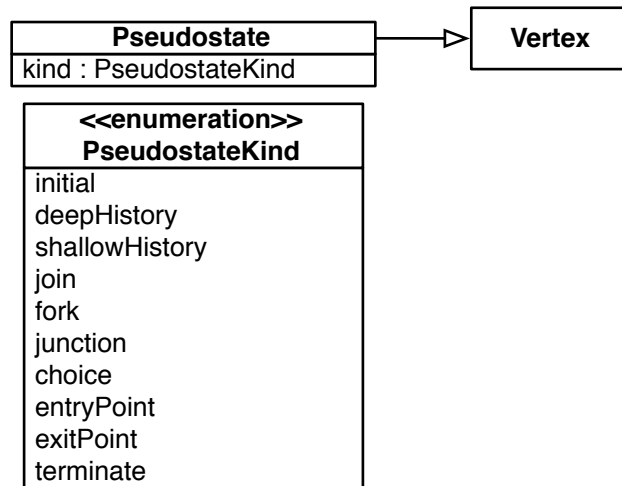 Pseudostate
Vertex
kind : PseudostateKind
<<enumeration>>
PseudostateKind
initial
deepHistory
shallowHistory
join
fork
junction
choice
entryPoint
exitPoint
terminate